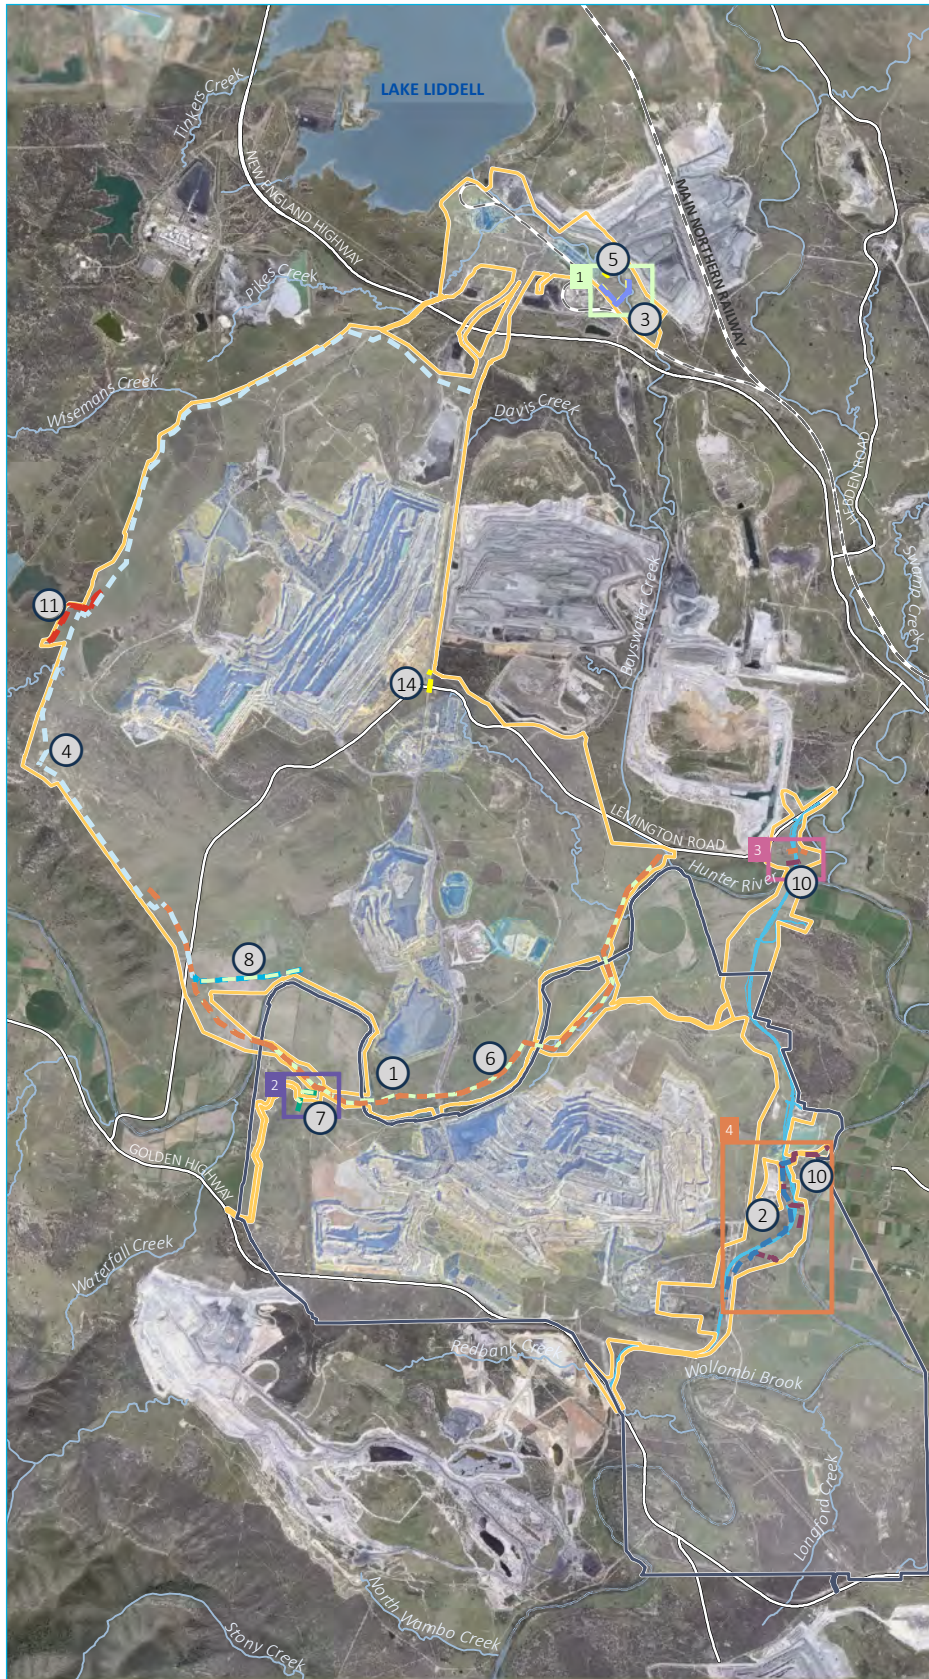 LAKE LIDDELL
Tinkers Creek
NEW ENGLAND HIGHWAY
MAIN NORTHERN RAILWAY
Pikes Creek
5
1
3
Wisemans Creek
Davis Creek
HEBDEN ROAD
Swamp Creek
Bayswater Creek
11
14
4
LEMINGTON ROAD
3
Hunter River
10
8
6
1
2
7
4
GOLDEN HIGHWAY
10
2
Waterfall Creek
Redbank Creek
Wollombi Brook
Longford Creek
North Wambo Creek
Stony Creek